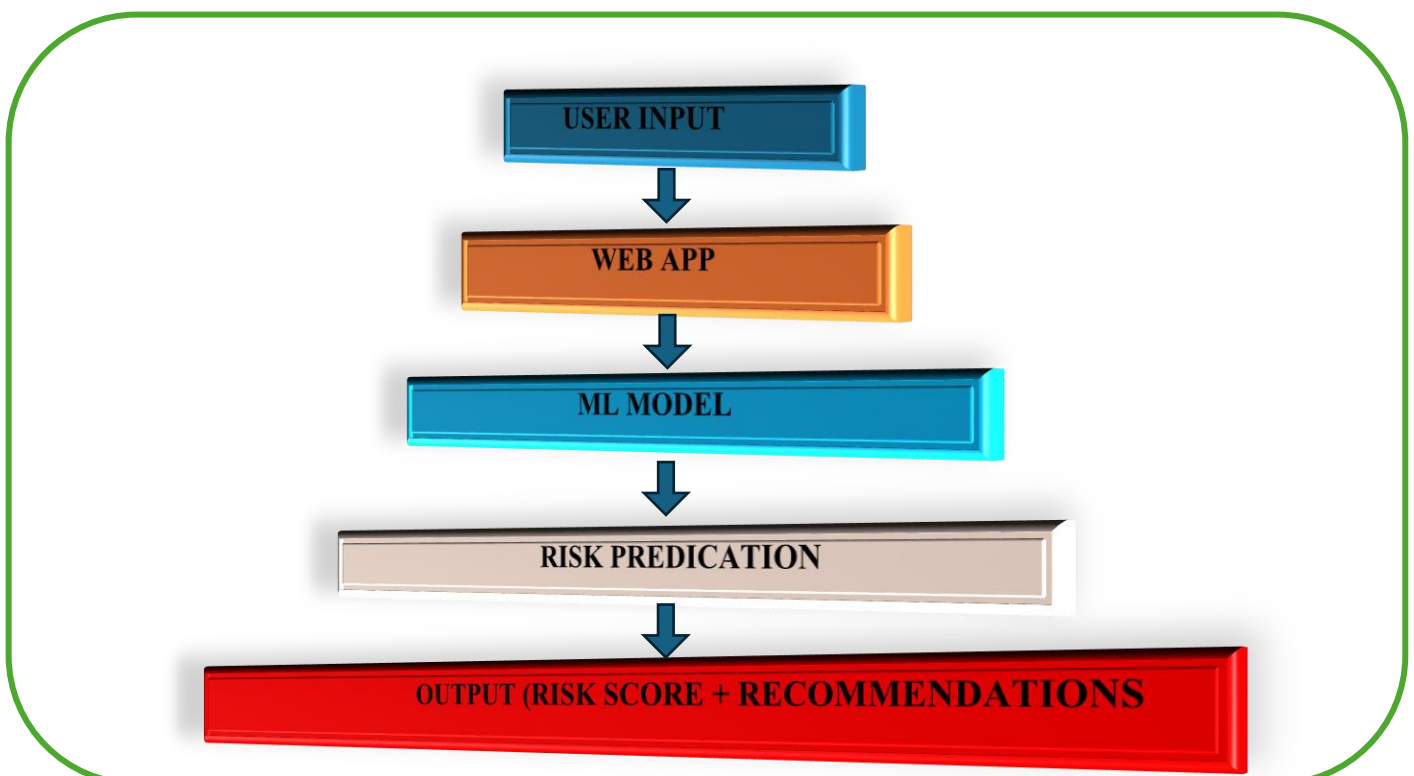 USER INPUT
WEB APP
ML MODEL
RISK PREDICATION
OUTPUT (RISK SCORE + RECOMMENDATIONS